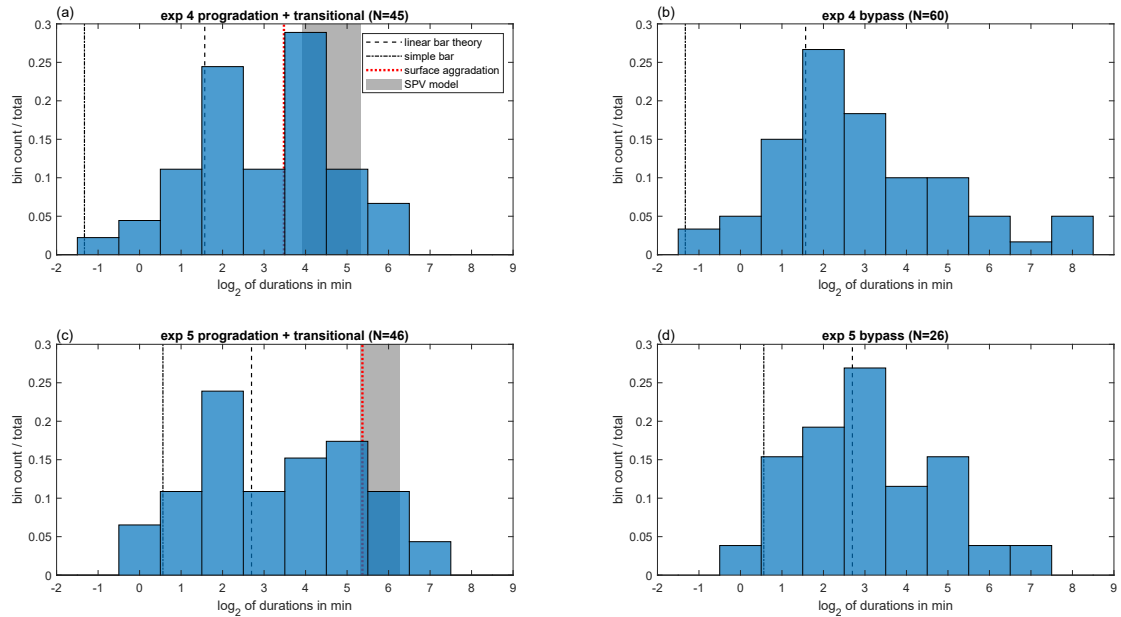 (a)
exp 4 progradation + transitional (N=45)
0.3
0.25
0.2
0.15
0.1
0.05
0
bin count / total
linear bar theory
simple bar
surface aggradation
SPV model
-2 -1 0 1 2 3 4 5 6 7 8 9
log2 of durations in min
(b)
exp 4 bypass (N=60)
0.3
0.25
0.2
0.15
0.1
0.05
0
bin count / total
-2 -1 0 1 2 3 4 5 6 7 8
log2 of durations in min
(c)
exp 5 progradation + transitional (N=46)
0.3
0.25
0.2
0.15
0.1
0.05
0
bin count / total
-2 -1 0 1 2 3 4 5 6 7 8 9
log2 of durations in min
(d)
exp 5 bypass (N=26)
0.3
0.25
0.2
0.15
0.1
0.05
0
bin count / total
-2 -1 0 1 2 3 4 5 6 7 8 9
log2 of durations in min